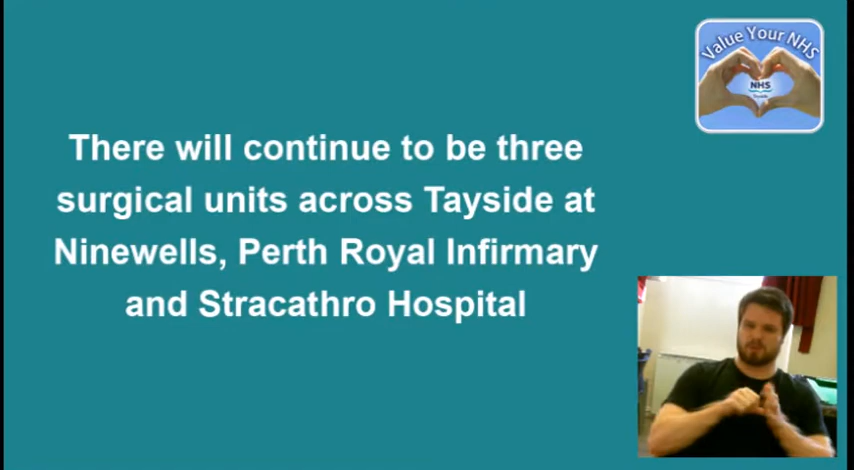 Value Your NHS
NHS
Tayside
There will continue to be three
surgical units across Tayside at
Ninewells, Perth Royal Infirmary
and Stracathro Hospital